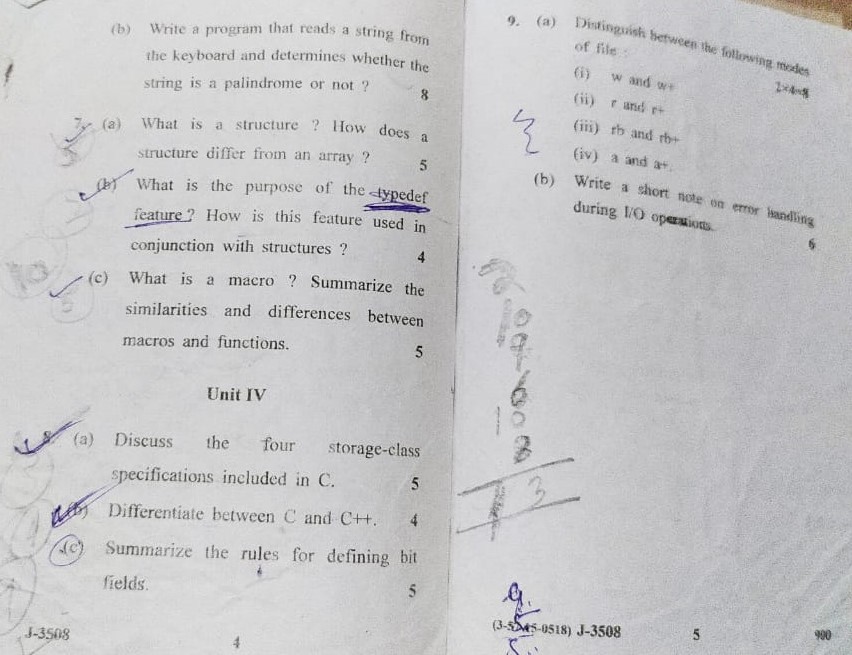 (b) Write a program that reads a string from
the keyboard and determines whether the
string is a palindrome or not ? 8
7. (a) What is a structure ? How does a
structure differ from an array ? 5
(b) What is the purpose of the typedef
feature ? How is this feature used in
conjunction with structures ? 4
(c) What is a macro ? Summarize the
similarities and differences between
macros and functions. 5
Unit IV
8. (a) Discuss the four storage-class
specifications included in C. 5
(b) Differentiate between C and C++. 4
(c) Summarize the rules for defining bit
fields. 5
J-3508 4
9. (a) Distinguish between the following modes
of file : 2×4=8
(i) w and w+
(ii) r and r+
(iii) rb and rb+
(iv) a and a+.
(b) Write a short note on error handling
during I/O operations. 6
3
9.
J-3508 5 900